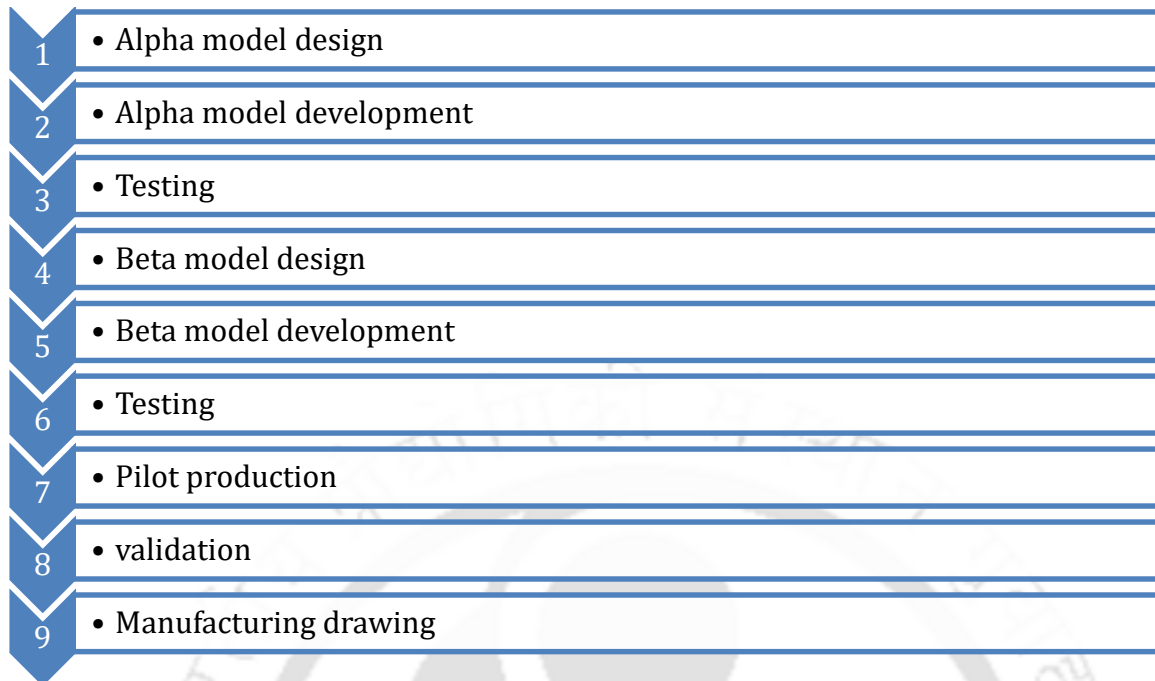 1 • Alpha model design
2 • Alpha model development
3 • Testing
4 • Beta model design
5 • Beta model development
6 • Testing
7 • Pilot production
8 • validation
9 • Manufacturing drawing